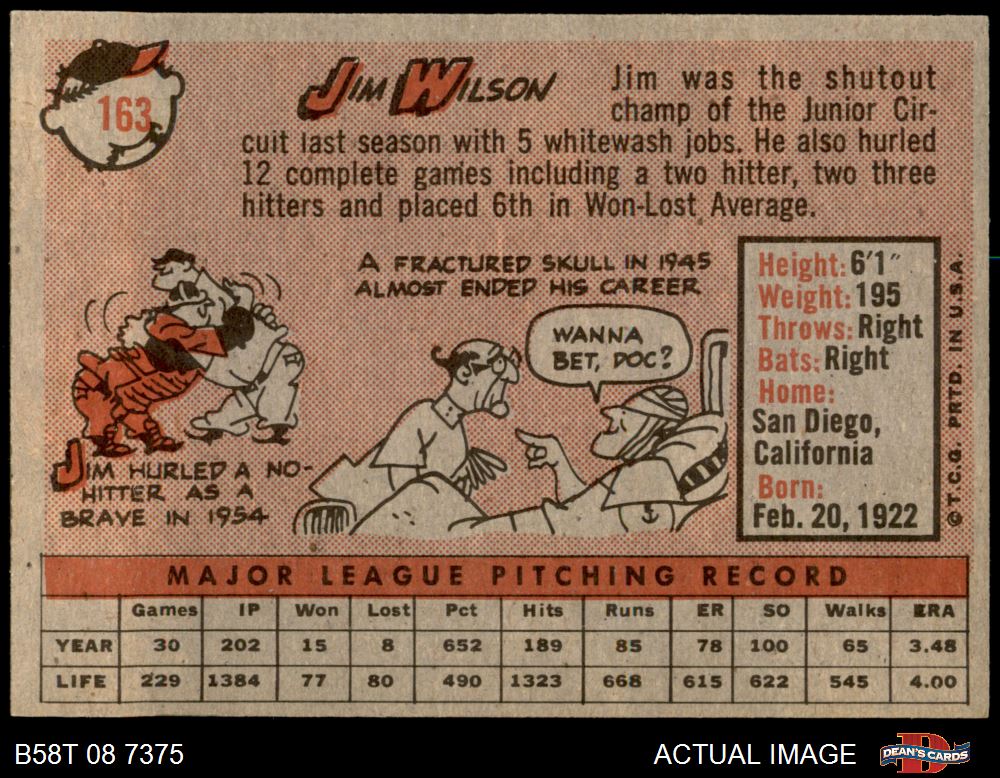 163
JIM WILSON
Jim was the shutout
champ of the Junior Cir-
cuit last season with 5 whitewash jobs. He also hurled
12 complete games including a two hitter, two three
hitters and placed 6th in Won-Lost Average.
A FRACTURED SKULL IN 1945
ALMOST ENDED HIS CAREER
WANNA
BET, DOC?
JIM HURLED A NO-
HITTER AS A
BRAVE IN 1954
Height: 6'1"
Weight: 195
Throws: Right
Bats: Right
Home:
San Diego,
California
Born:
Feb. 20, 1922
© T.C.G. PRTD. IN U.S.A.
MAJOR LEAGUE PITCHING RECORD
Games IP Won Lost Pct Hits Runs ER SO Walks ERA
YEAR 30 202 15 8 652 189 85 78 100 65 3.48
LIFE 229 1384 77 80 490 1323 668 615 622 545 4.00
B58T 08 7375
ACTUAL IMAGE
DEAN'S CARDS